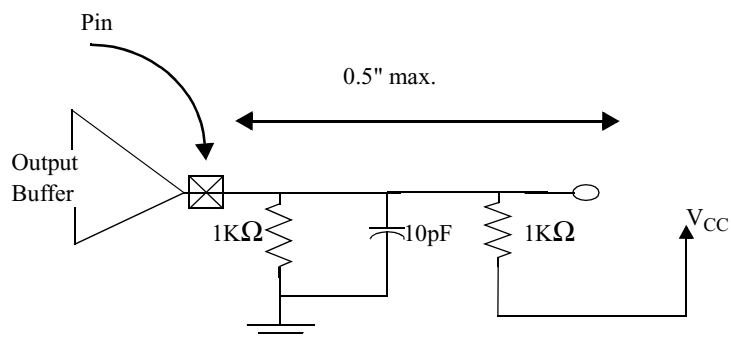 Pin
0.5" max.
Output
Buffer
1KΩ
10pF
1KΩ
VCC